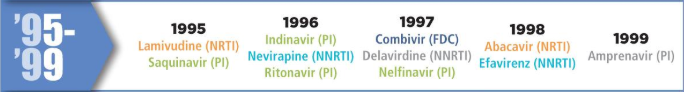 '95-
'99
1995
Lamivudine (NRTI)
Saquinavir (PI)
1996
Indinavir (PI)
Nevirapine (NNRTI)
Ritonavir (PI)
1997
Combivir (FDC)
Delavirdine (NNRTI)
Nelfinavir (PI)
1998
Abacavir (NRTI)
Efavirenz (NNRTI)
1999
Amprenavir (PI)